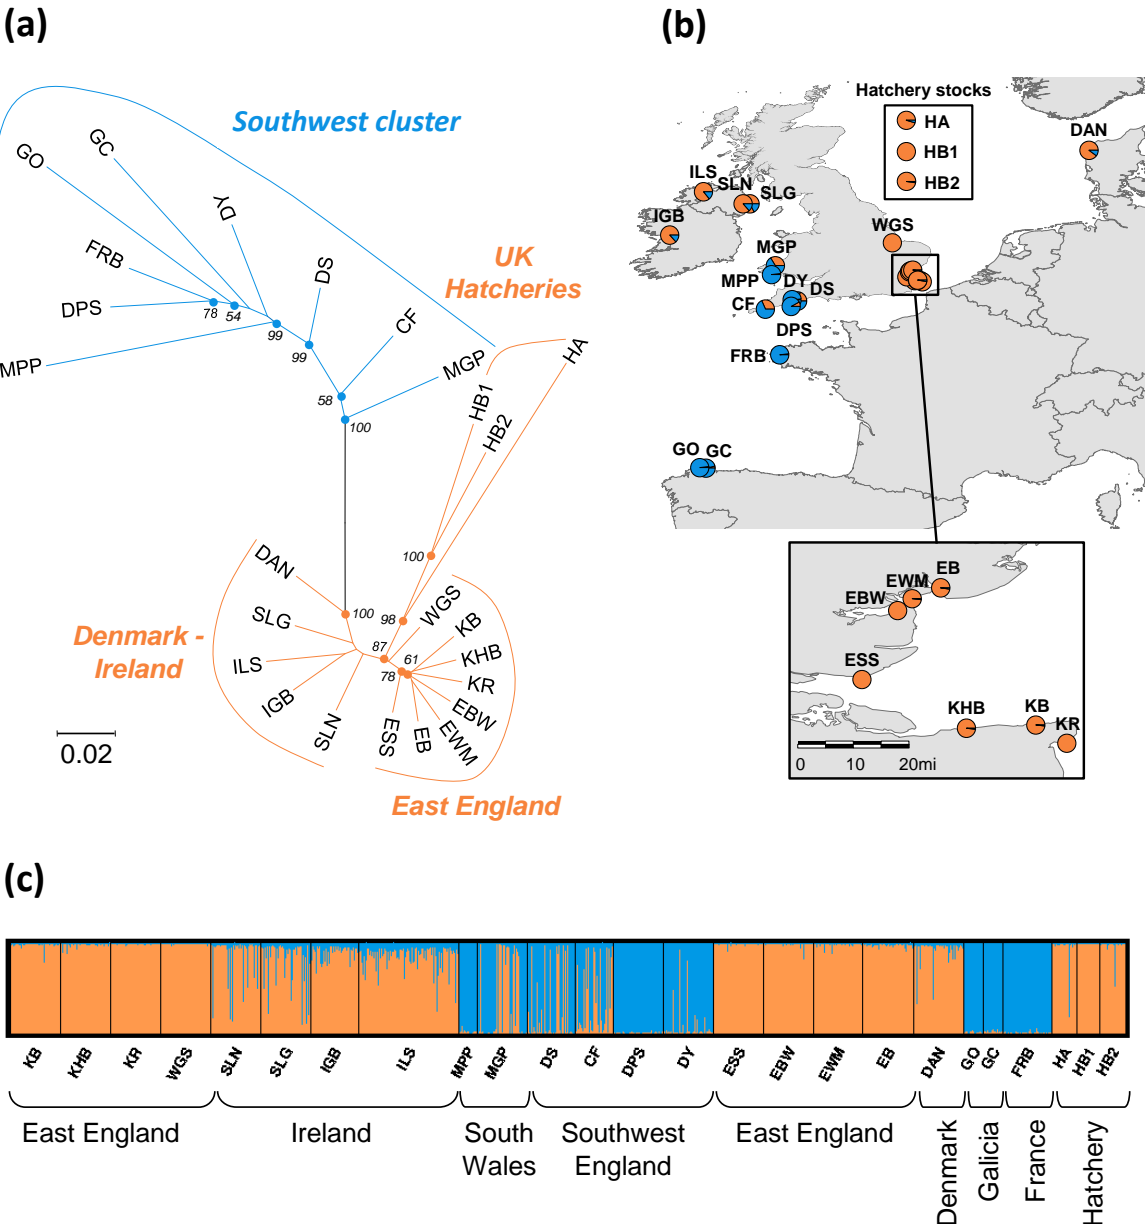 (a)
Southwest cluster
GC
GO
DY
FRB
DS
UK
Hatcheries
DPS
78
54
99
CF
HA
99
MPP
MGP
HB1
58
HB2
100
100
DAN
100
98
WGS
SLG
KB
Denmark -
Ireland
87
61
KHB
ILS
78
KR
IGB
EBW
SLN
ESS
EB
EWM
0.02
East England
(b)
Hatchery stocks
HA
HB1
HB2
DAN
ILS
SLN
SLG
IGB
WGS
MGP
MPP
DY
DS
CF
DPS
FRB
GO
GC
EB
EWM
EBW
ESS
KHB
KB
KR
0
10
20mi
(c)
KB
KHB
KR
WGS
SLN
SLG
IGB
ILS
MPP
MGP
DS
CF
DPS
DY
ESS
EBW
EWM
EB
DAN
GO
GC
FRB
HA
HB1
HB2
East England
Ireland
South
Wales
Southwest
England
East England
Denmark
Galicia
France
Hatchery